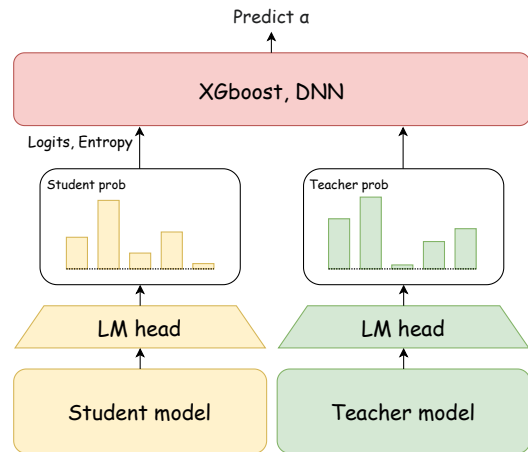 Predict α
XGboost, DNN
Logits, Entropy
Student prob
Teacher prob
LM head
LM head
Student model
Teacher model